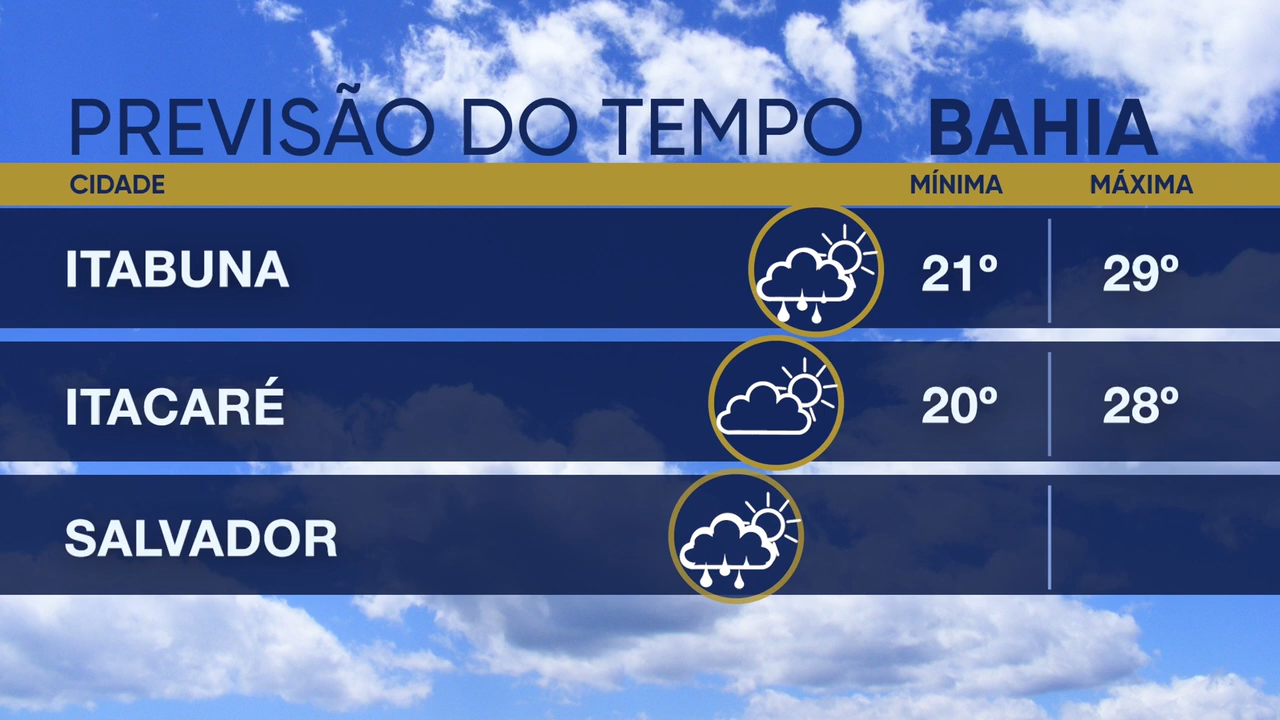 PREVISÃO DO TEMPO BAHIA
CIDADE MÍNIMA MÁXIMA
ITABUNA 21º 29º
ITACARÉ 20º 28º
SALVADOR